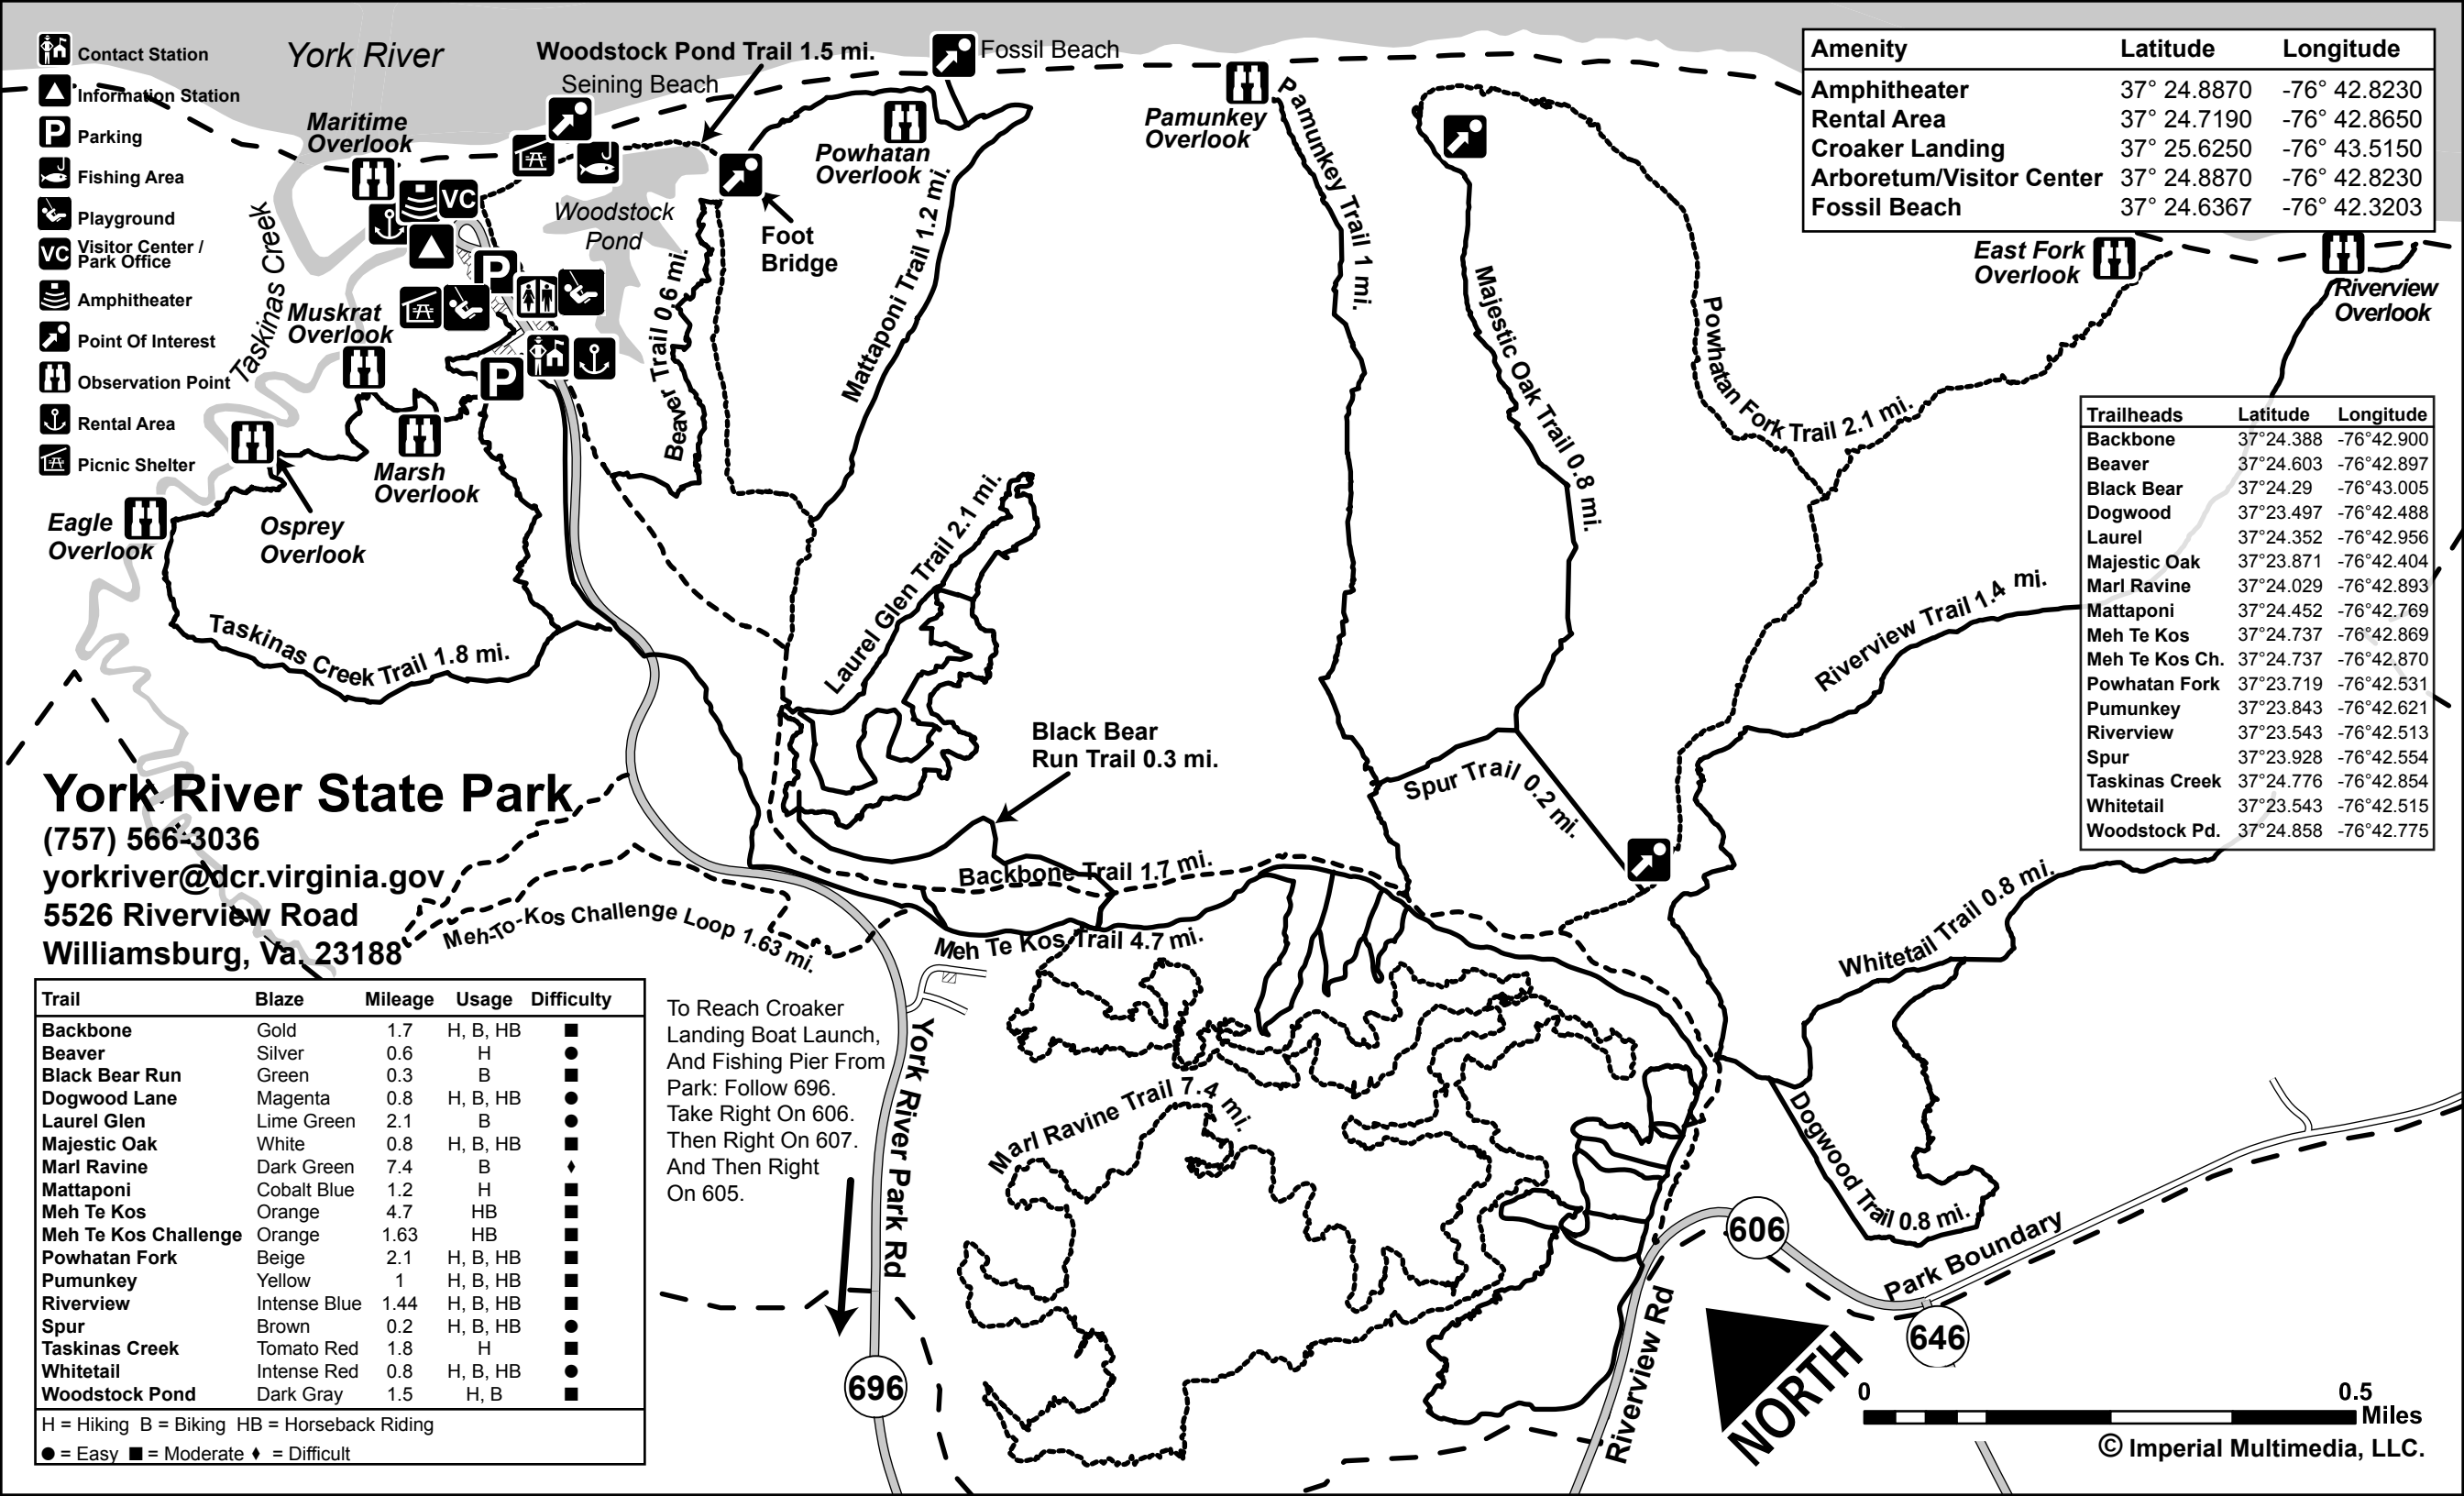 Contact Station
Information Station
Parking
Fishing Area
Playground
VC
Visitor Center /
Park Office
Amphitheater
Point Of Interest
Observation Point
Rental Area
Picnic Shelter
P
York River
Woodstock Pond Trail 1.5 mi.
Seining Beach
Fossil Beach
Maritime
Overlook
Powhatan
Overlook
Pamunkey
Overlook
VC
P
P
Woodstock
Pond
Foot
Bridge
Taskinas Creek
Muskrat
Overlook
Marsh
Overlook
Osprey
Overlook
Eagle
Overlook
Beaver Trail 0.6 mi.
Mattaponi Trail 1.2 mi.
Pamunkey Trail 1 mi.
Majestic Oak Trail 0.8 mi.
Powhatan Fork Trail 2.1 mi.
East Fork
Overlook
Riverview
Overlook
Laurel Glen Trail 2.1 mi.
Taskinas Creek Trail 1.8 mi.
Riverview Trail 1.4 mi.
Black Bear
Run Trail 0.3 mi.
Spur Trail 0.2 mi.
Backbone Trail 1.7 mi.
Meh-To-Kos Challenge Loop 1.63 mi.
Meh Te Kos Trail 4.7 mi.
Whitetail Trail 0.8 mi.
Marl Ravine Trail 7.4 mi.
Dogwood Trail 0.8 mi.
Park Boundary
York River Park Rd
Riverview Rd
606
646
696
NORTH
Amenity Latitude Longitude
Amphitheater 37° 24.8870 -76° 42.8230
Rental Area 37° 24.7190 -76° 42.8650
Croaker Landing 37° 25.6250 -76° 43.5150
Arboretum/Visitor Center 37° 24.8870 -76° 42.8230
Fossil Beach 37° 24.6367 -76° 42.3203
Trailheads Latitude Longitude
Backbone 37°24.388 -76°42.900
Beaver 37°24.603 -76°42.897
Black Bear 37°24.29 -76°43.005
Dogwood 37°23.497 -76°42.488
Laurel 37°24.352 -76°42.956
Majestic Oak 37°23.871 -76°42.404
Marl Ravine 37°24.029 -76°42.893
Mattaponi 37°24.452 -76°42.769
Meh Te Kos 37°24.737 -76°42.869
Meh Te Kos Ch. 37°24.737 -76°42.870
Powhatan Fork 37°23.719 -76°42.531
Pumunkey 37°23.843 -76°42.621
Riverview 37°23.543 -76°42.513
Spur 37°23.928 -76°42.554
Taskinas Creek 37°24.776 -76°42.854
Whitetail 37°23.543 -76°42.515
Woodstock Pd. 37°24.858 -76°42.775
York River State Park
(757) 566-3036
yorkriver@dcr.virginia.gov
5526 Riverview Road
Williamsburg, Va. 23188
Trail Blaze Mileage Usage Difficulty
Backbone Gold 1.7 H, B, HB ■
Beaver Silver 0.6 H ●
Black Bear Run Green 0.3 B ■
Dogwood Lane Magenta 0.8 H, B, HB ●
Laurel Glen Lime Green 2.1 B ●
Majestic Oak White 0.8 H, B, HB ■
Marl Ravine Dark Green 7.4 B ♦
Mattaponi Cobalt Blue 1.2 H ■
Meh Te Kos Orange 4.7 HB ■
Meh Te Kos Challenge Orange 1.63 HB ■
Powhatan Fork Beige 2.1 H, B, HB ■
Pumunkey Yellow 1 H, B, HB ■
Riverview Intense Blue 1.44 H, B, HB ■
Spur Brown 0.2 H, B, HB ●
Taskinas Creek Tomato Red 1.8 H ■
Whitetail Intense Red 0.8 H, B, HB ●
Woodstock Pond Dark Gray 1.5 H, B ■
H = Hiking B = Biking HB = Horseback Riding
● = Easy ■ = Moderate ♦ = Difficult
To Reach Croaker
Landing Boat Launch,
And Fishing Pier From
Park: Follow 696.
Take Right On 606.
Then Right On 607.
And Then Right
On 605.
0 0.5
Miles
© Imperial Multimedia, LLC.